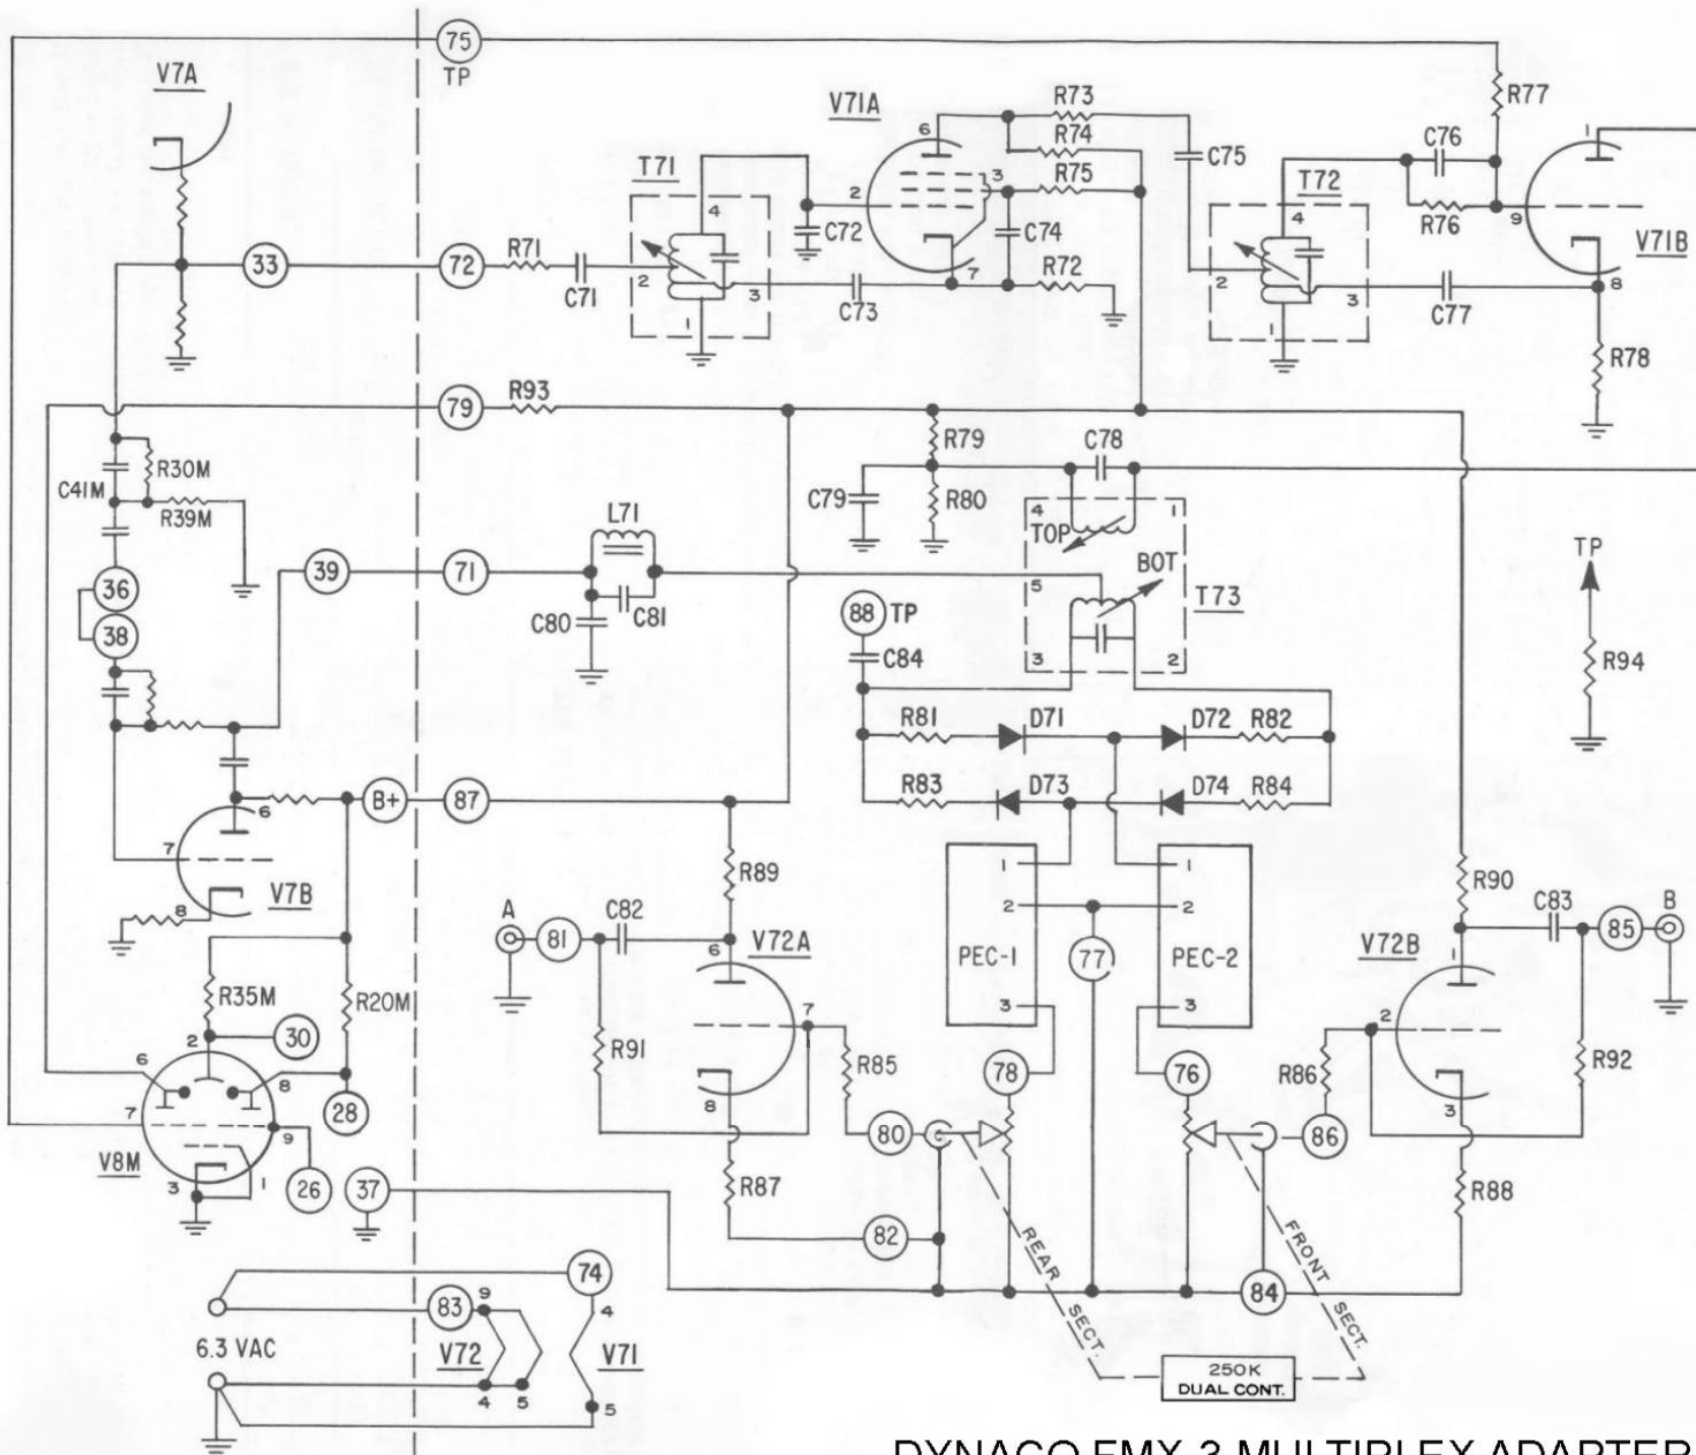 75
TP
V7A
R77
V71A
R73
6
R74
C76
1
T71
3
R75
C75
T72
2
4
4
R76
9
C72
C74
V71B
33
72
R71
R72
2
7
2
8
C71
3
C73
3
C77
1
1
R78
79
R93
R79
C78
R30M
C41M
C79
R80
R39M
L71
4
1
TOP
TP
39
71
BOT
36
5
88
TP
T73
C80
C81
38
C84
3
2
R94
R81
D71
D72
R82
R83
D73
D74
R84
B+
87
6
7
R89
1
1
V7B
R90
8
A
C82
2
2
C83
B
81
V72A
V72B
85
6
PEC-1
77
PEC-2
1
R35M
R20M
7
3
3
2
2
30
R91
R85
78
76
R86
R92
6
8
8
3
7
28
9
80
86
V8M
3
1
26
37
R87
R88
82
REAR SECT.
FRONT SECT.
74
84
83
9
4
6.3 VAC
V72
V71
250K
DUAL CONT.
4
5
5
DYNACO FMX-3 MULTIPLEX ADAPTER